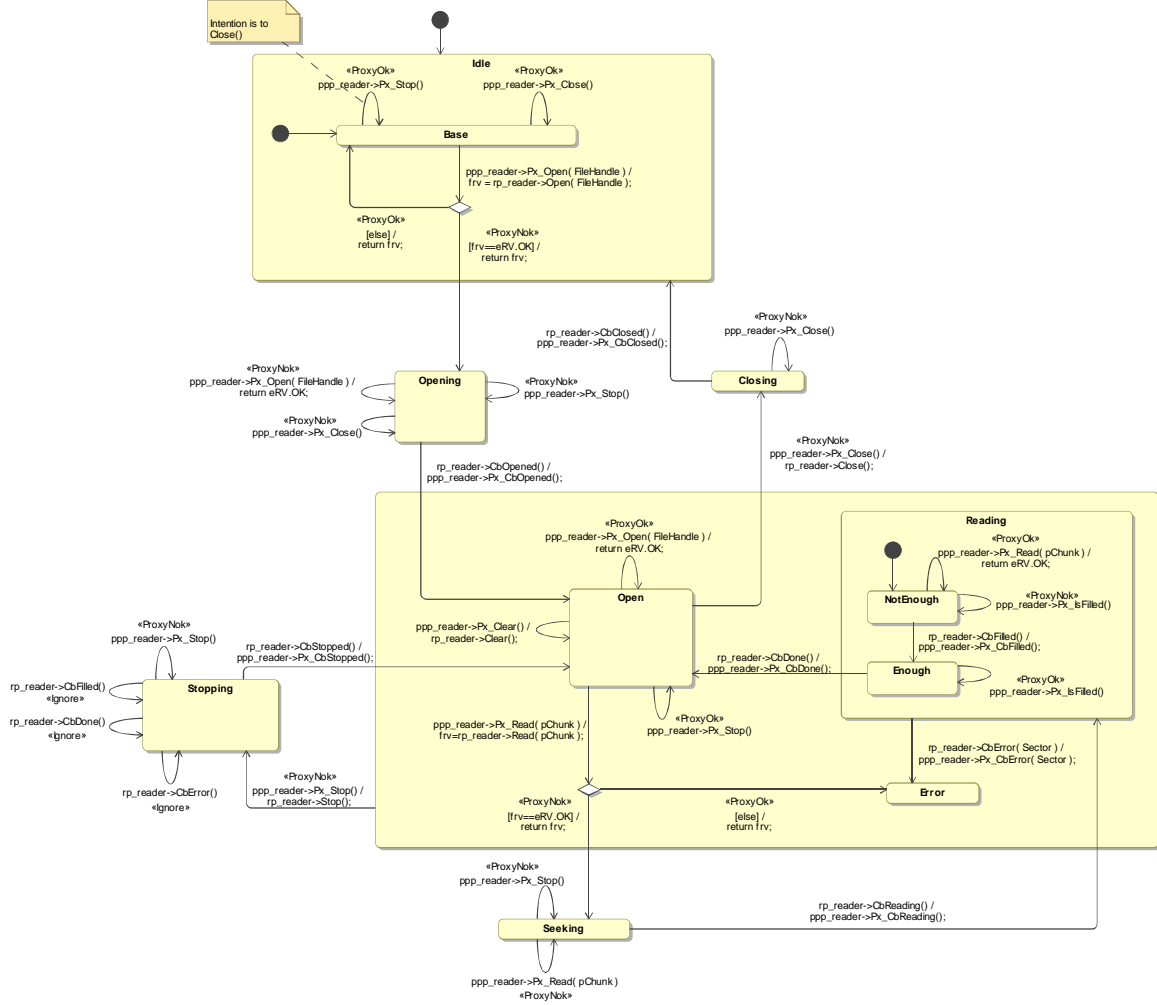 Intention is to
Close()
Idle
«ProxyOk»
ppp_reader->Px_Stop()
«ProxyOk»
ppp_reader->Px_Close()
Base
ppp_reader->Px_Open( FileHandle ) /
frv = rp_reader->Open( FileHandle );
«ProxyOk»
[else] /
return frv;
«ProxyNok»
[frv==eRV.OK] /
return frv;
rp_reader->CbClosed() /
ppp_reader->Px_CbClosed();
«ProxyNok»
ppp_reader->Px_Close()
Closing
«ProxyNok»
ppp_reader->Px_Open( FileHandle ) /
return eRV.OK;
Opening
«ProxyNok»
ppp_reader->Px_Stop()
«ProxyNok»
ppp_reader->Px_Close()
rp_reader->CbOpened() /
ppp_reader->Px_CbOpened();
«ProxyNok»
ppp_reader->Px_Close() /
rp_reader->Close();
Reading
«ProxyOk»
ppp_reader->Px_Open( FileHandle ) /
return eRV.OK;
«ProxyOk»
ppp_reader->Px_Read( pChunk ) /
return eRV.OK;
Open
NotEnough
«ProxyNok»
ppp_reader->Px_IsFilled()
ppp_reader->Px_Clear() /
rp_reader->Clear();
rp_reader->CbFilled() /
ppp_reader->Px_CbFilled();
«ProxyNok»
ppp_reader->Px_Stop()
rp_reader->CbStopped() /
ppp_reader->Px_CbStopped();
rp_reader->CbDone() /
ppp_reader->Px_CbDone();
Enough
«ProxyOk»
ppp_reader->Px_IsFilled()
rp_reader->CbFilled()
«Ignore»
Stopping
rp_reader->CbDone()
«Ignore»
ppp_reader->Px_Read( pChunk ) /
frv=rp_reader->Read( pChunk );
«ProxyOk»
ppp_reader->Px_Stop()
rp_reader->CbError( Sector ) /
ppp_reader->Px_CbError( Sector );
rp_reader->CbError()
«Ignore»
«ProxyNok»
ppp_reader->Px_Stop() /
rp_reader->Stop();
Error
«ProxyNok»
[frv==eRV.OK] /
return frv;
«ProxyOk»
[else] /
return frv;
«ProxyNok»
ppp_reader->Px_Stop()
rp_reader->CbReading() /
ppp_reader->Px_CbReading();
Seeking
ppp_reader->Px_Read( pChunk )
«ProxyNok»